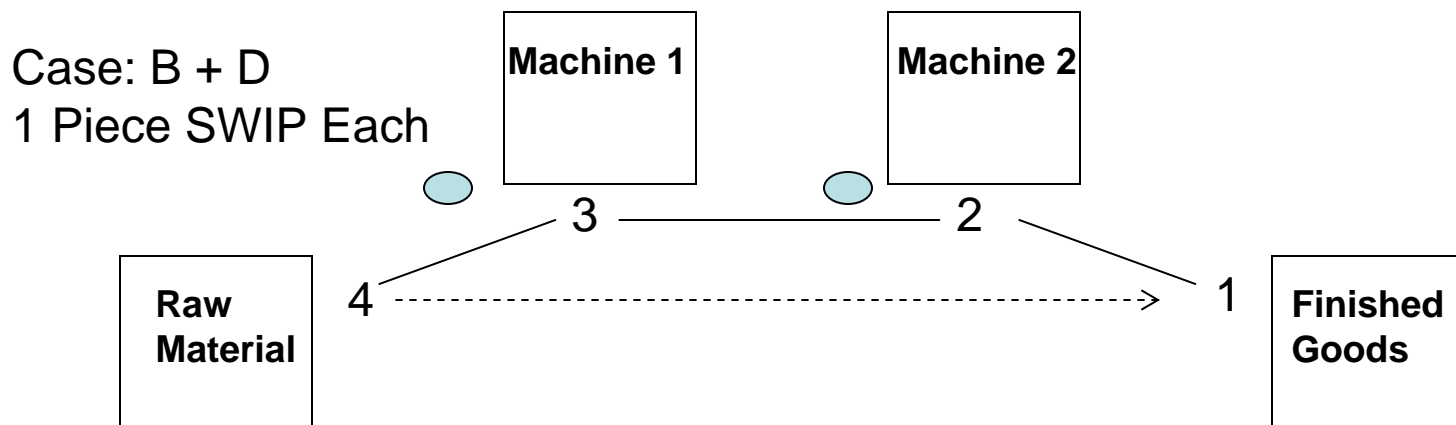 Case: B + D
1 Piece SWIP Each
Machine 1
Machine 2
3
2
4
1
Raw
Material
Finished
Goods